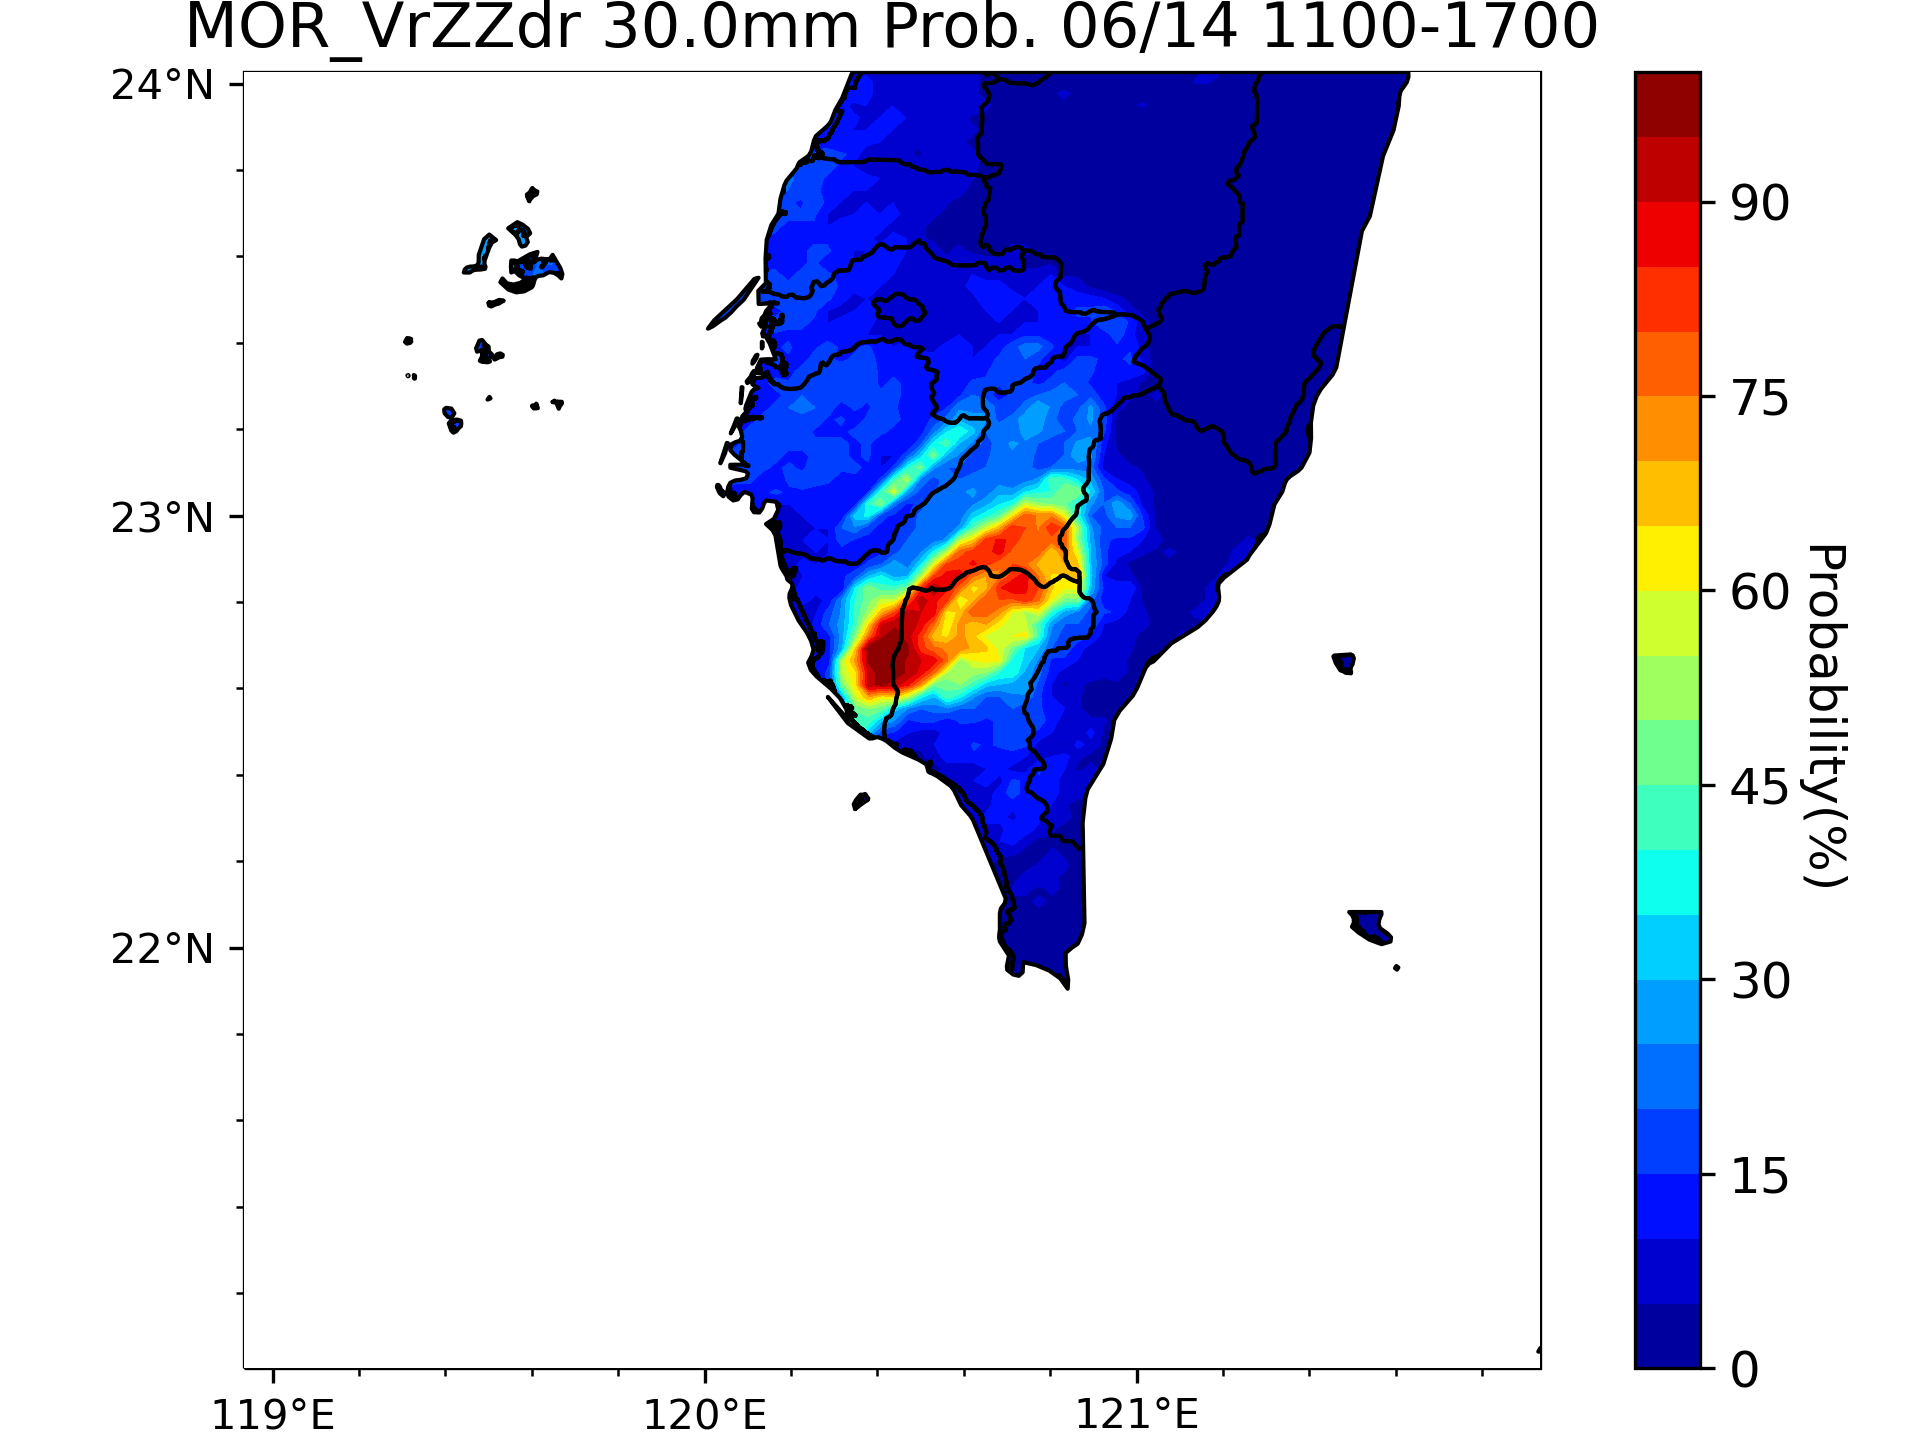 MOR_VrZZdr 30.0mm Prob. 06/14 1100-1700
24°N
23°N
22°N
119°E
120°E
121°E
90
75
60
45
30
15
0
Probability(%)